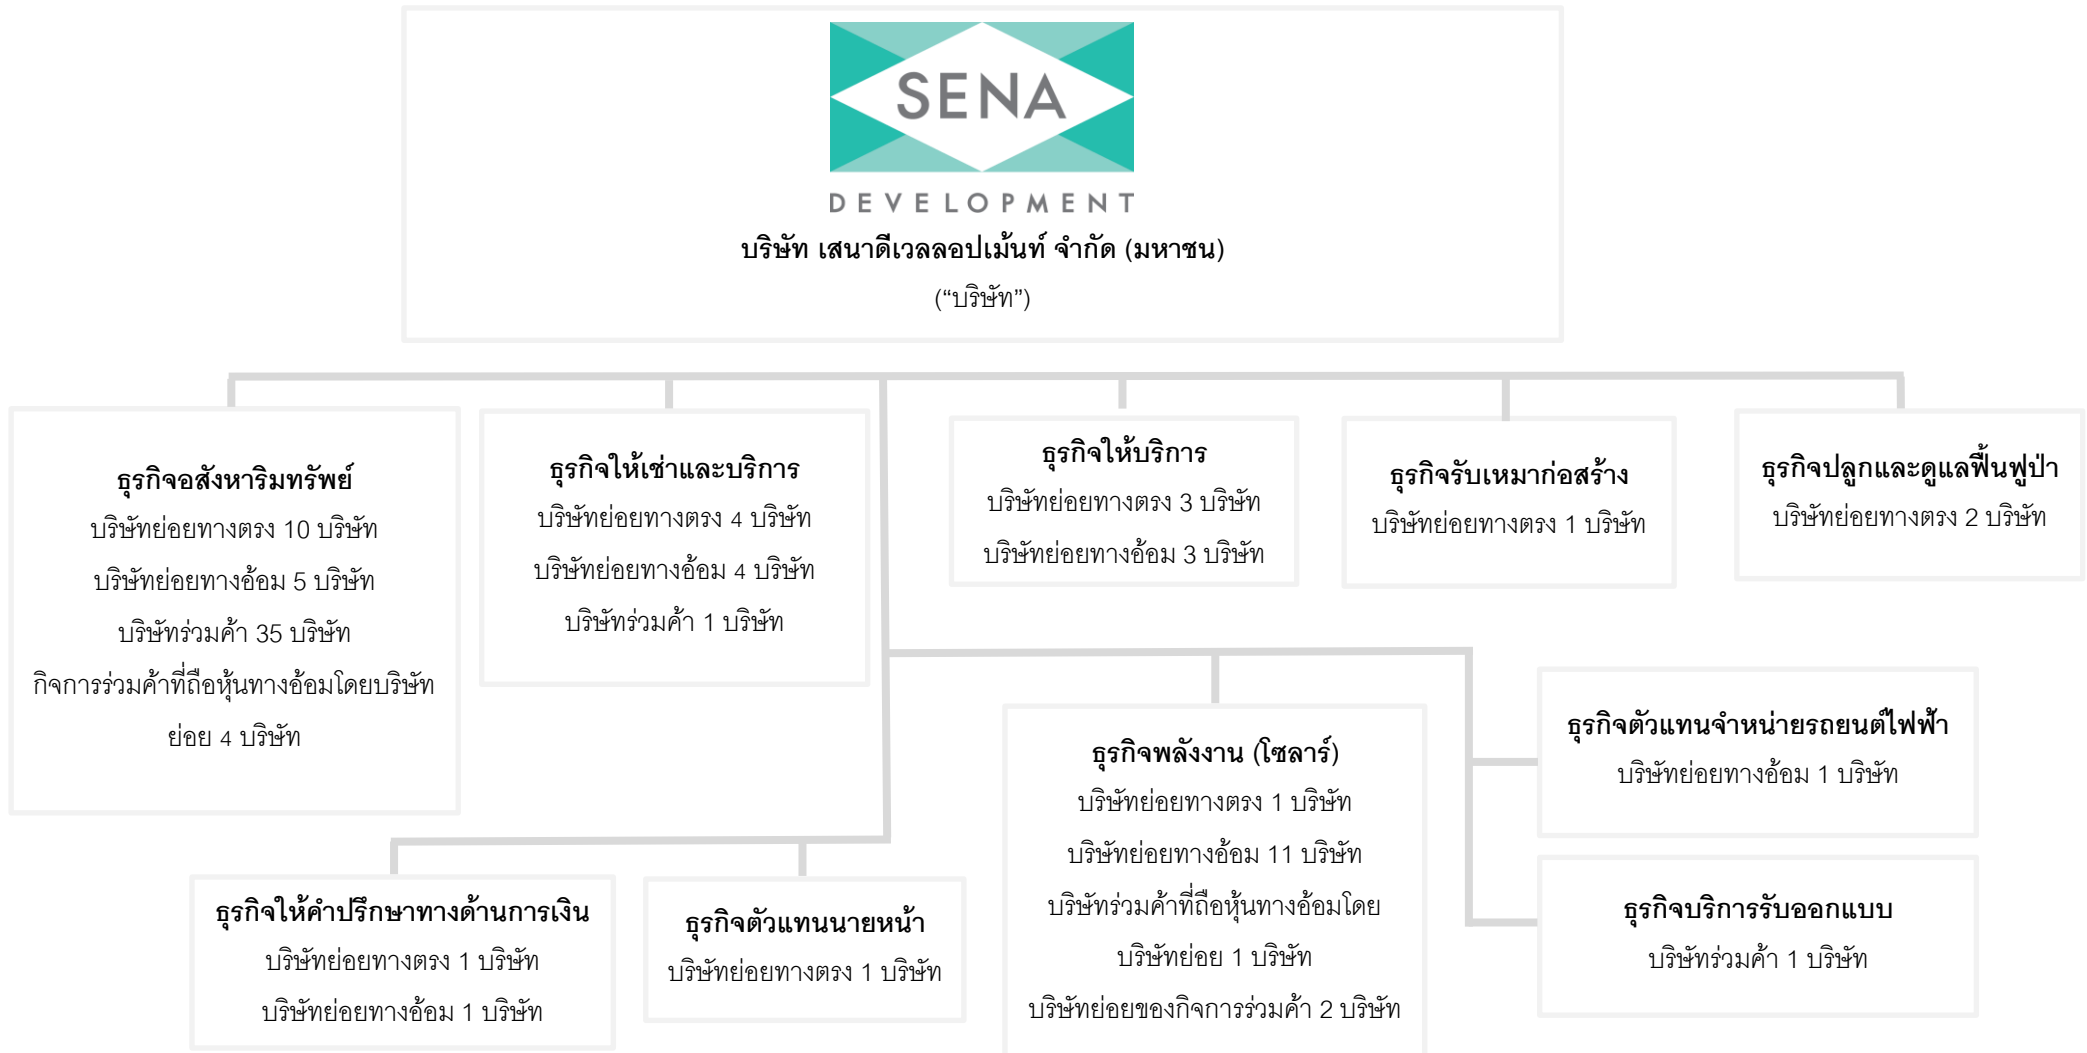 SENA
DEVELOPMENT
บริษัท เสนาดีเวลลอปเม้นท์ จำกัด (มหาชน)
(“บริษัท”)
ธุรกิจอสังหาริมทรัพย์
บริษัทย่อยทางตรง 10 บริษัท
บริษัทย่อยทางอ้อม 5 บริษัท
บริษัทร่วมค้า 35 บริษัท
กิจการร่วมค้าที่ถือหุ้นทางอ้อมโดยบริษัท
ย่อย 4 บริษัท
ธุรกิจให้เช่าและบริการ
บริษัทย่อยทางตรง 4 บริษัท
บริษัทย่อยทางอ้อม 4 บริษัท
บริษัทร่วมค้า 1 บริษัท
ธุรกิจให้บริการ
บริษัทย่อยทางตรง 3 บริษัท
บริษัทย่อยทางอ้อม 3 บริษัท
ธุรกิจรับเหมาก่อสร้าง
บริษัทย่อยทางตรง 1 บริษัท
ธุรกิจปลูกและดูแลฟื้นฟูป่า
บริษัทย่อยทางตรง 2 บริษัท
ธุรกิจให้คำปรึกษาทางด้านการเงิน
บริษัทย่อยทางตรง 1 บริษัท
บริษัทย่อยทางอ้อม 1 บริษัท
ธุรกิจตัวแทนนายหน้า
บริษัทย่อยทางตรง 1 บริษัท
ธุรกิจพลังงาน (โซลาร์)
บริษัทย่อยทางตรง 1 บริษัท
บริษัทย่อยทางอ้อม 11 บริษัท
บริษัทร่วมค้าที่ถือหุ้นทางอ้อมโดย
บริษัทย่อย 1 บริษัท
บริษัทย่อยของกิจการร่วมค้า 2 บริษัท
ธุรกิจตัวแทนจำหน่ายรถยนต์ไฟฟ้า
บริษัทย่อยทางอ้อม 1 บริษัท
ธุรกิจบริการรับออกแบบ
บริษัทร่วมค้า 1 บริษัท